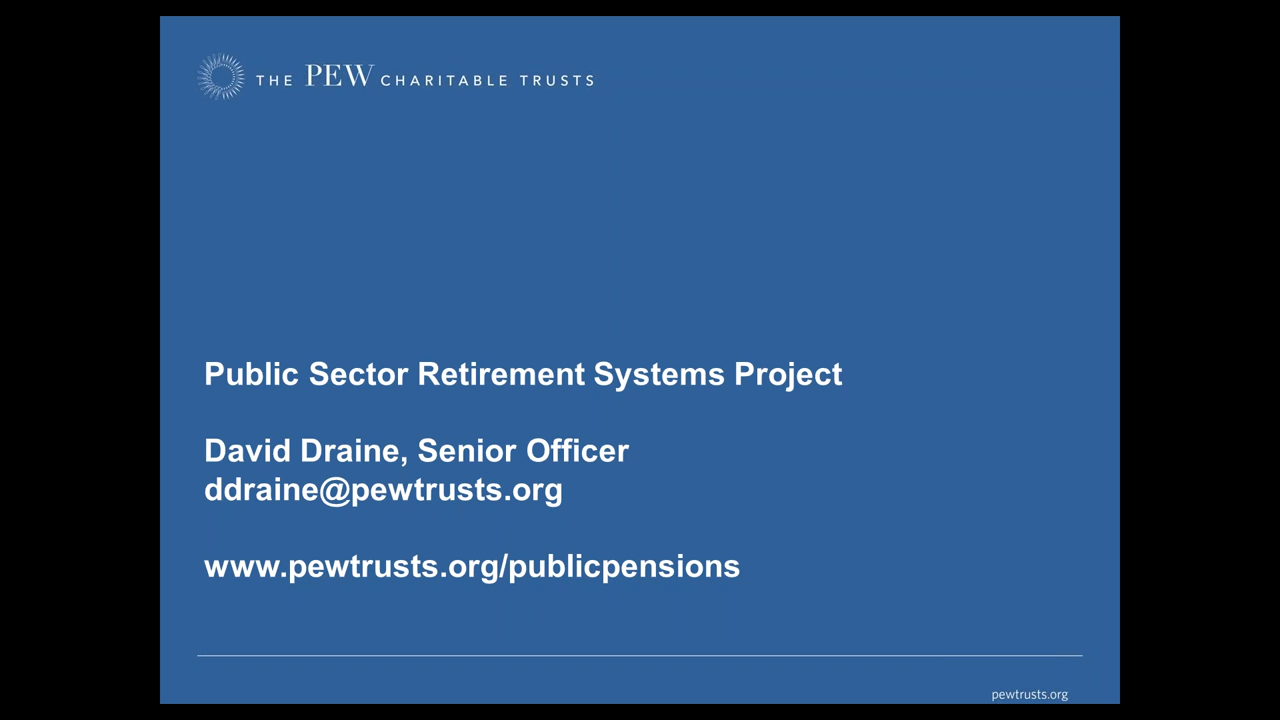 THE PEW CHARITABLE TRUSTS
Public Sector Retirement Systems Project
David Draine, Senior Officer
ddraine@pewtrusts.org
www.pewtrusts.org/publicpensions
pewtrusts.org